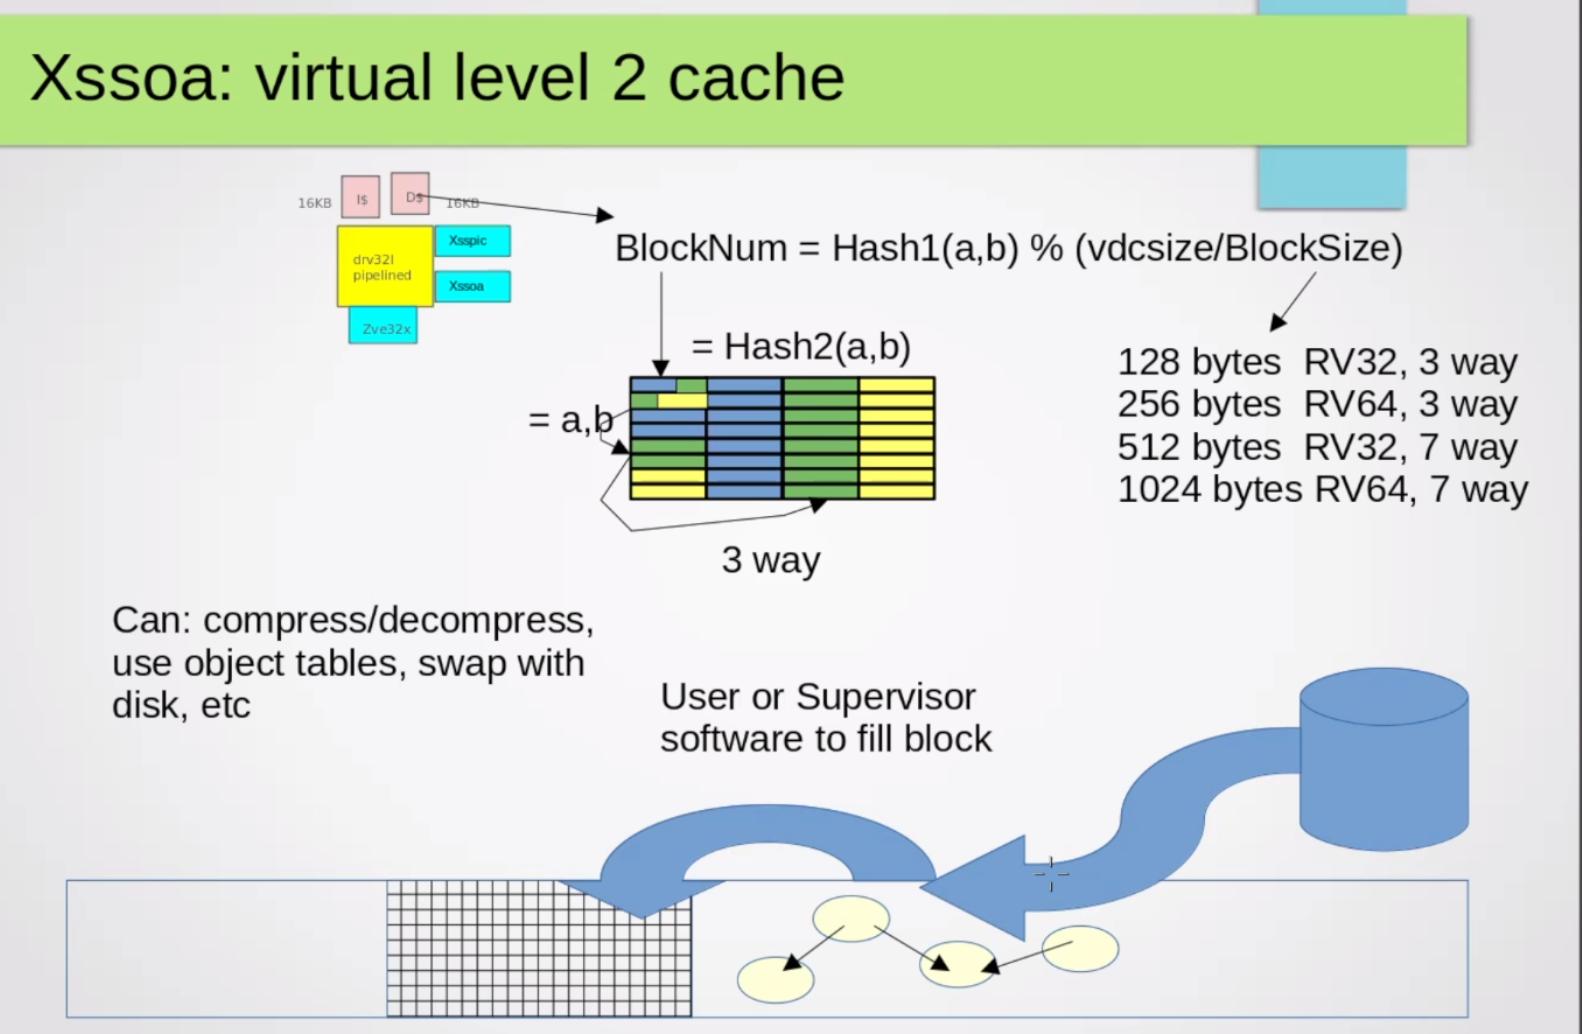 Xssoa: virtual level 2 cache
16KB
I$
D$
16KB
drv32I
pipelined
Xsspic
Xssoa
Zve32x
BlockNum = Hash1(a,b) % (vdcsize/BlockSize)
= Hash2(a,b)
= a,b
3 way
128 bytes RV32, 3 way
256 bytes RV64, 3 way
512 bytes RV32, 7 way
1024 bytes RV64, 7 way
Can: compress/decompress,
use object tables, swap with
disk, etc
User or Supervisor
software to fill block